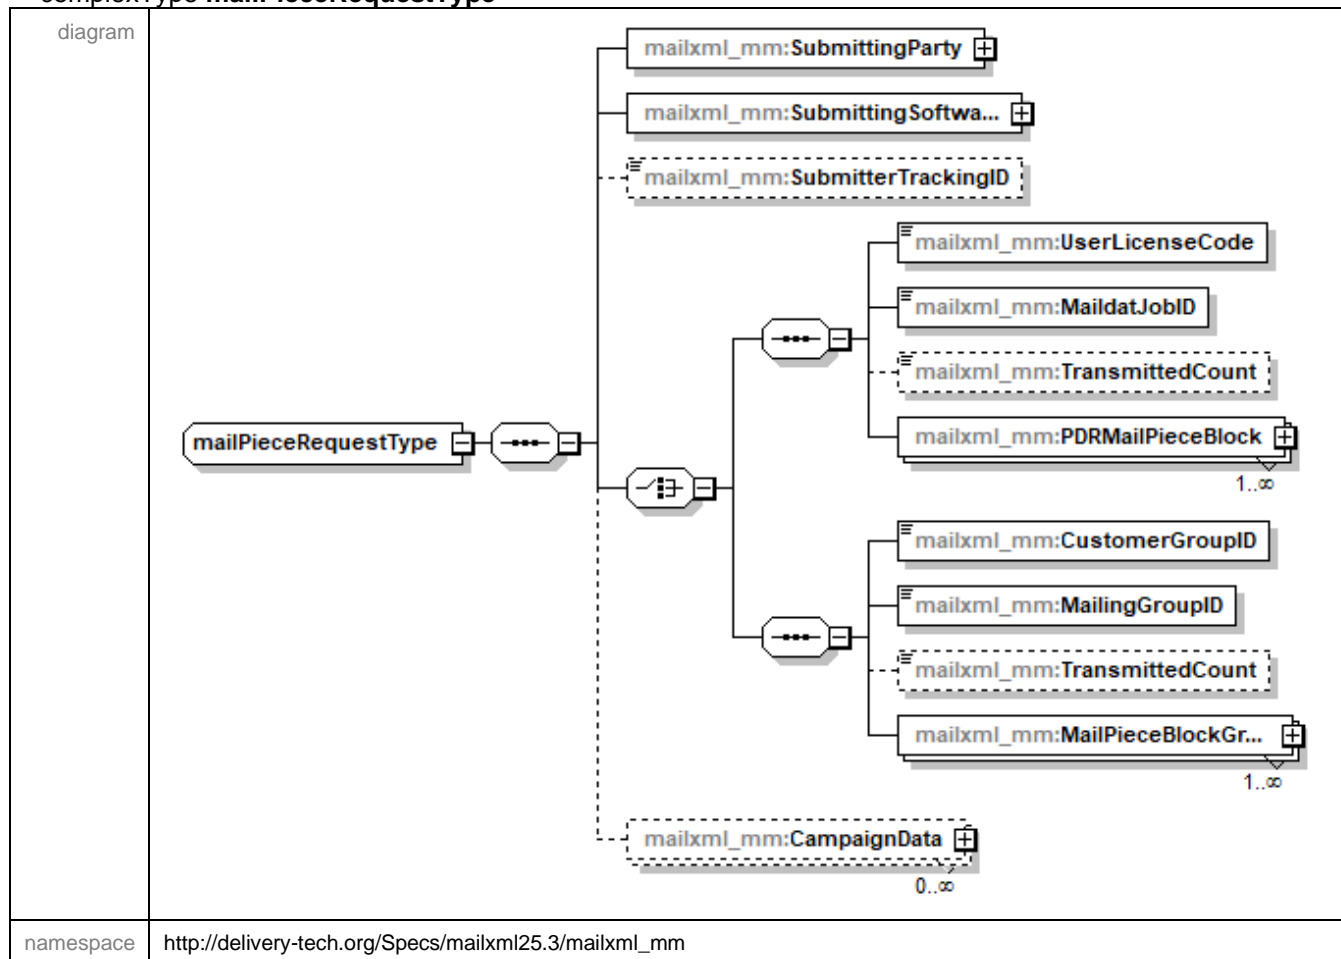 complexType mailPieceRequestType
diagram
mailxml_mm:SubmittingParty
mailxml_mm:SubmittingSoftwa...
mailxml_mm:SubmitterTrackingID
mailxml_mm:UserLicenseCode
mailxml_mm:MaildatJobID
mailxml_mm:TransmittedCount
mailxml_mm:PDRMailPieceBlock
1..∞
mailPieceRequestType
mailxml_mm:CustomerGroupID
mailxml_mm:MailingGroupID
mailxml_mm:TransmittedCount
mailxml_mm:MailPieceBlockGr...
1..∞
mailxml_mm:CampaignData
0..∞
namespace http://delivery-tech.org/Specs/mailxml25.3/mailxml_mm